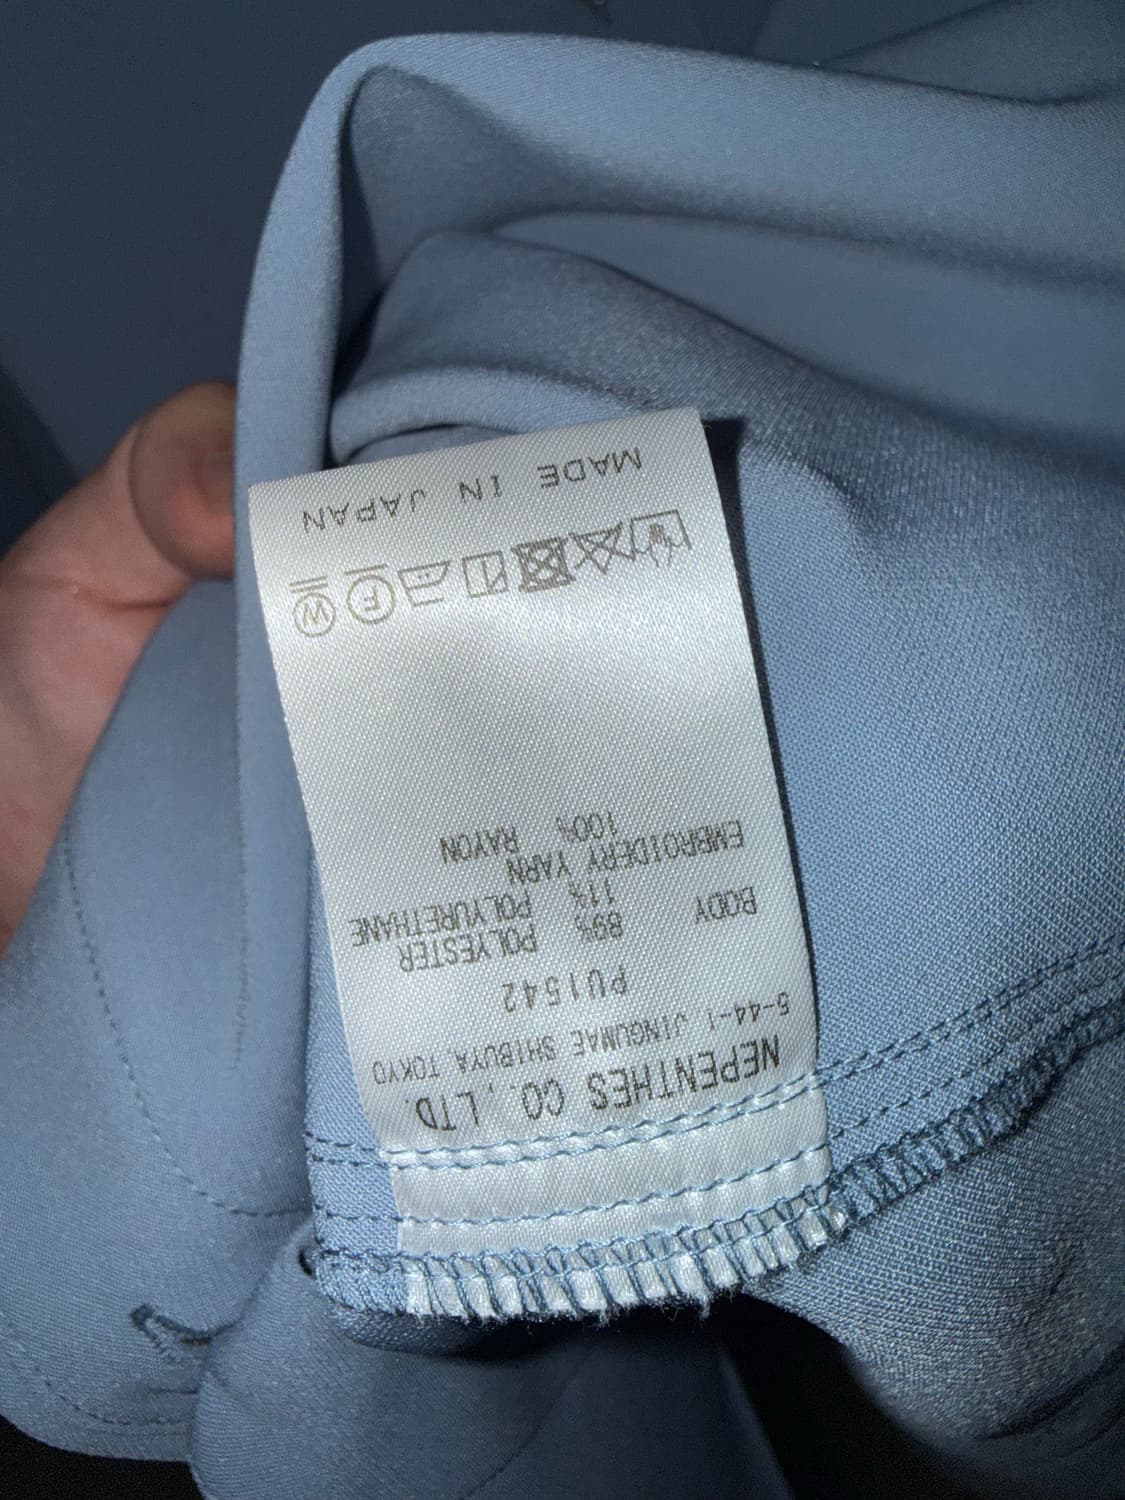 NEPENTHES CO., LTD.
5-44-1, JINGUMAE SHIBUYA, TOKYO
PU1542
BODY 89% POLYESTER
11% POLYURETHANE
EMBROIDERY YARN
100% RAYON
F
W
MADE IN JAPAN